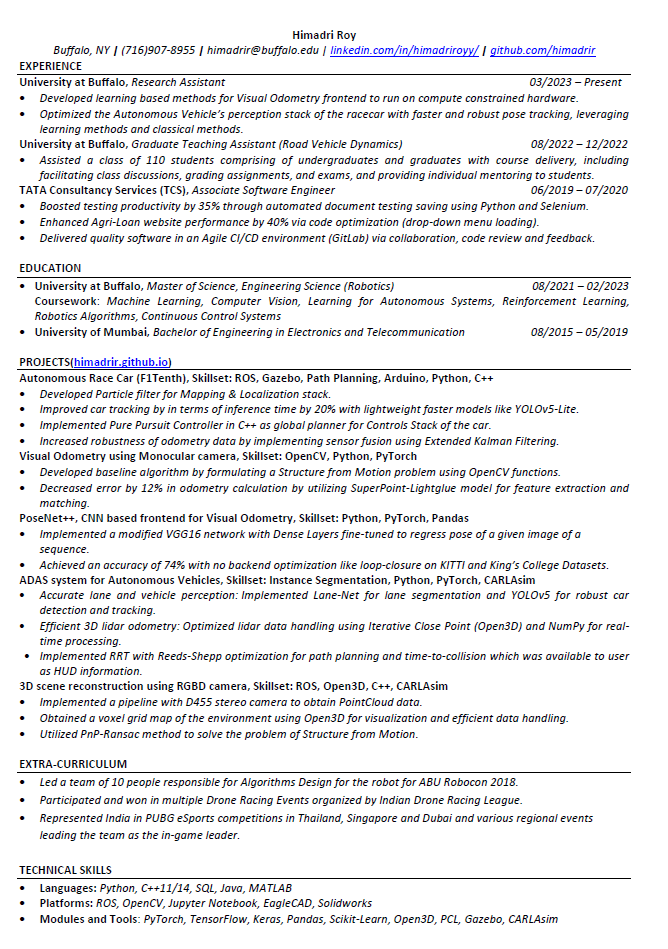 Himadri Roy
Buffalo, NY | (716)907-8955 | himadrir@buffalo.edu | linkedin.com/in/himadriroyy/ | github.com/himadrir
EXPERIENCE
University at Buffalo, Research Assistant 03/2023 – Present
• Developed learning based methods for Visual Odometry frontend to run on compute constrained hardware.
• Optimized the Autonomous Vehicle's perception stack of the racecar with faster and robust pose tracking, leveraging
learning methods and classical methods.
University at Buffalo, Graduate Teaching Assistant (Road Vehicle Dynamics) 08/2022 – 12/2022
• Assisted a class of 110 students comprising of undergraduates and graduates with course delivery, including
facilitating class discussions, grading assignments, and exams, and providing individual mentoring to students.
TATA Consultancy Services (TCS), Associate Software Engineer 06/2019 – 07/2020
• Boosted testing productivity by 35% through automated document testing saving using Python and Selenium.
• Enhanced Agri-Loan website performance by 40% via code optimization (drop-down menu loading).
• Delivered quality software in an Agile CI/CD environment (GitLab) via collaboration, code review and feedback.
EDUCATION
• University at Buffalo, Master of Science, Engineering Science (Robotics) 08/2021 – 02/2023
Coursework: Machine Learning, Computer Vision, Learning for Autonomous Systems, Reinforcement Learning,
Robotics Algorithms, Continuous Control Systems
• University of Mumbai, Bachelor of Engineering in Electronics and Telecommunication 08/2015 – 05/2019
PROJECTS(himadrir.github.io)
Autonomous Race Car (F1Tenth), Skillset: ROS, Gazebo, Path Planning, Arduino, Python, C++
• Developed Particle filter for Mapping & Localization stack.
• Improved car tracking by in terms of inference time by 20% with lightweight faster models like YOLOv5-Lite.
• Implemented Pure Pursuit Controller in C++ as global planner for Controls Stack of the car.
• Increased robustness of odometry data by implementing sensor fusion using Extended Kalman Filtering.
Visual Odometry using Monocular camera, Skillset: OpenCV, Python, PyTorch
• Developed baseline algorithm by formulating a Structure from Motion problem using OpenCV functions.
• Decreased error by 12% in odometry calculation by utilizing SuperPoint-Lightglue model for feature extraction and
matching.
PoseNet++, CNN based frontend for Visual Odometry, Skillset: Python, PyTorch, Pandas
• Implemented a modified VGG16 network with Dense Layers fine-tuned to regress pose of a given image of a
sequence.
• Achieved an accuracy of 74% with no backend optimization like loop-closure on KITTI and King's College Datasets.
ADAS system for Autonomous Vehicles, Skillset: Instance Segmentation, Python, PyTorch, CARLAsim
• Accurate lane and vehicle perception: Implemented Lane-Net for lane segmentation and YOLOv5 for robust car
detection and tracking.
• Efficient 3D lidar odometry: Optimized lidar data handling using Iterative Close Point (Open3D) and NumPy for real-
time processing.
• Implemented RRT with Reeds-Shepp optimization for path planning and time-to-collision which was available to user
as HUD information.
3D scene reconstruction using RGBD camera, Skillset: ROS, Open3D, C++, CARLAsim
• Implemented a pipeline with D455 stereo camera to obtain PointCloud data.
• Obtained a voxel grid map of the environment using Open3D for visualization and efficient data handling.
• Utilized PnP-Ransac method to solve the problem of Structure from Motion.
EXTRA-CURRICULUM
• Led a team of 10 people responsible for Algorithms Design for the robot for ABU Robocon 2018.
• Participated and won in multiple Drone Racing Events organized by Indian Drone Racing League.
• Represented India in PUBG eSports competitions in Thailand, Singapore and Dubai and various regional events
leading the team as the in-game leader.
TECHNICAL SKILLS
• Languages: Python, C++11/14, SQL, Java, MATLAB
• Platforms: ROS, OpenCV, Jupyter Notebook, EagleCAD, Solidworks
• Modules and Tools: PyTorch, TensorFlow, Keras, Pandas, Scikit-Learn, Open3D, PCL, Gazebo, CARLAsim